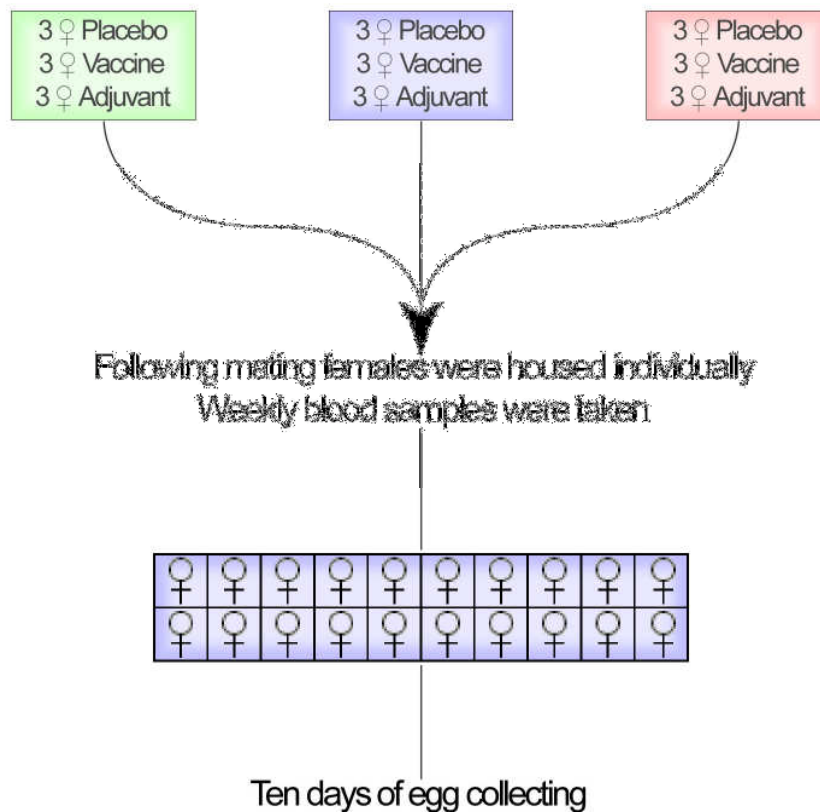 3 ♀ Placebo
3 ♀ Vaccine
3 ♀ Adjuvant
3 ♀ Placebo
3 ♀ Vaccine
3 ♀ Adjuvant
3 ♀ Placebo
3 ♀ Vaccine
3 ♀ Adjuvant
Following mating females were housed individually
Weekly blood samples were taken
♀ ♀ ♀ ♀ ♀ ♀ ♀ ♀ ♀ ♀
♀ ♀ ♀ ♀ ♀ ♀ ♀ ♀ ♀ ♀
Ten days of egg collecting